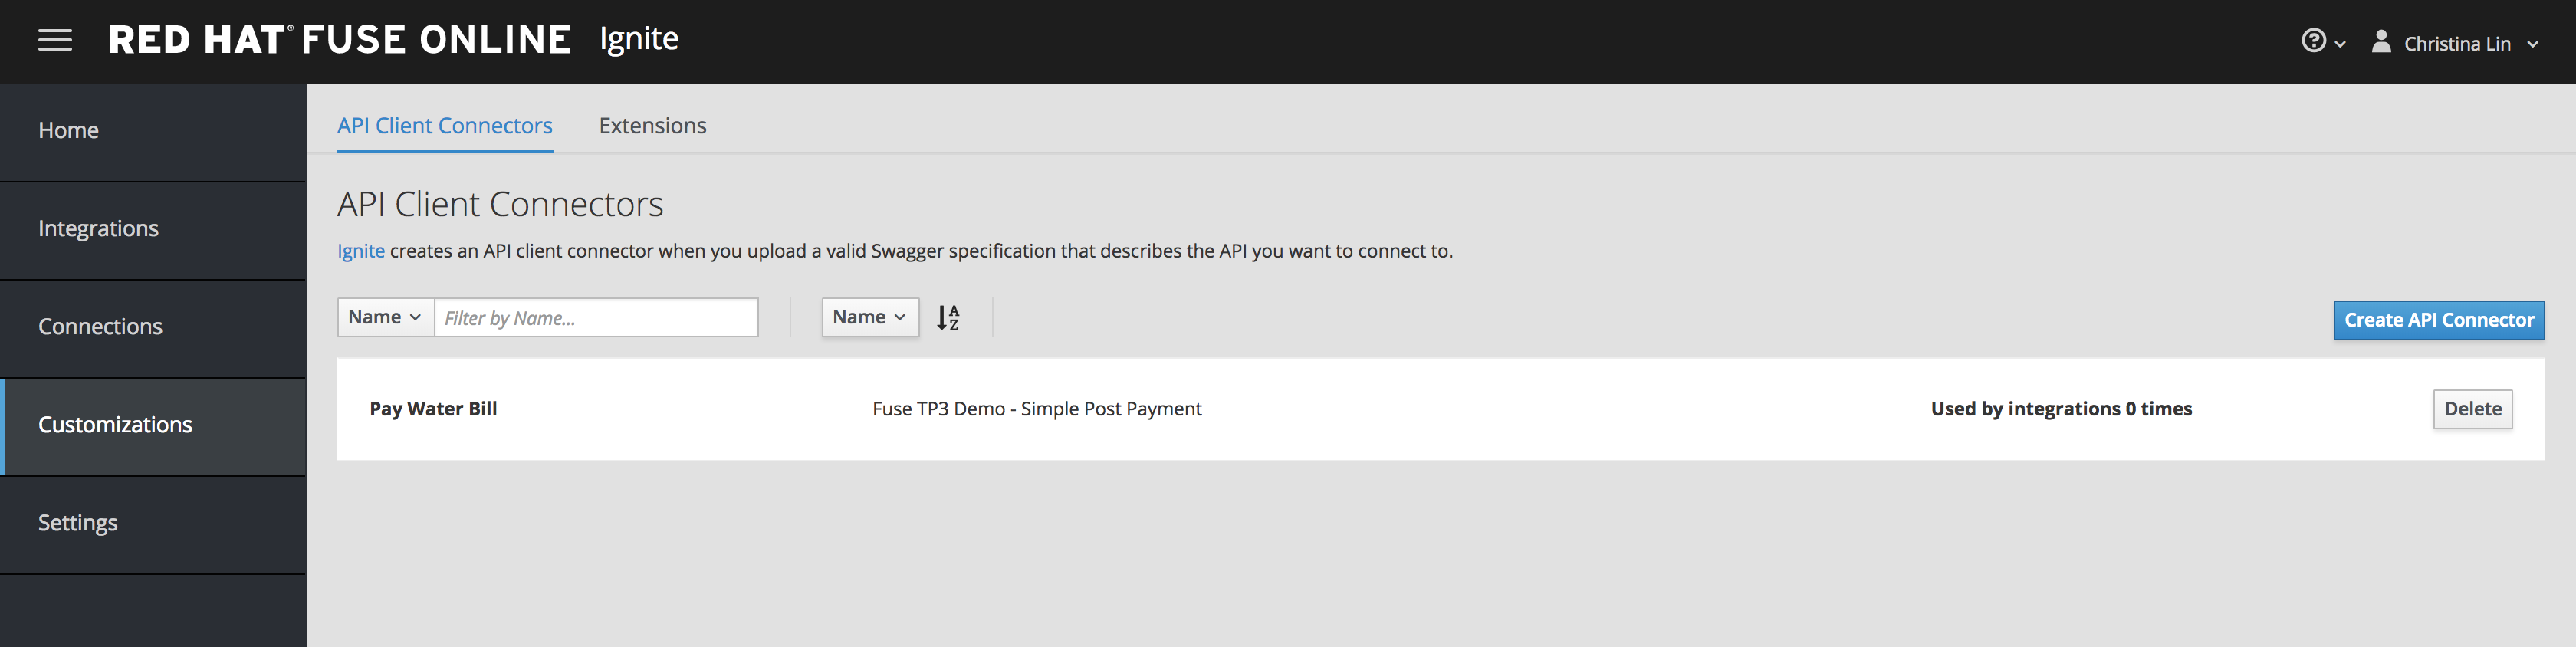 RED HAT® FUSE ONLINE Ignite
Christina Lin
Home
Integrations
Connections
Customizations
Settings
API Client Connectors Extensions
API Client Connectors
Ignite creates an API client connector when you upload a valid Swagger specification that describes the API you want to connect to.
Name Filter by Name... Name A Z Create API Connector
Pay Water Bill Fuse TP3 Demo - Simple Post Payment Used by integrations 0 times Delete